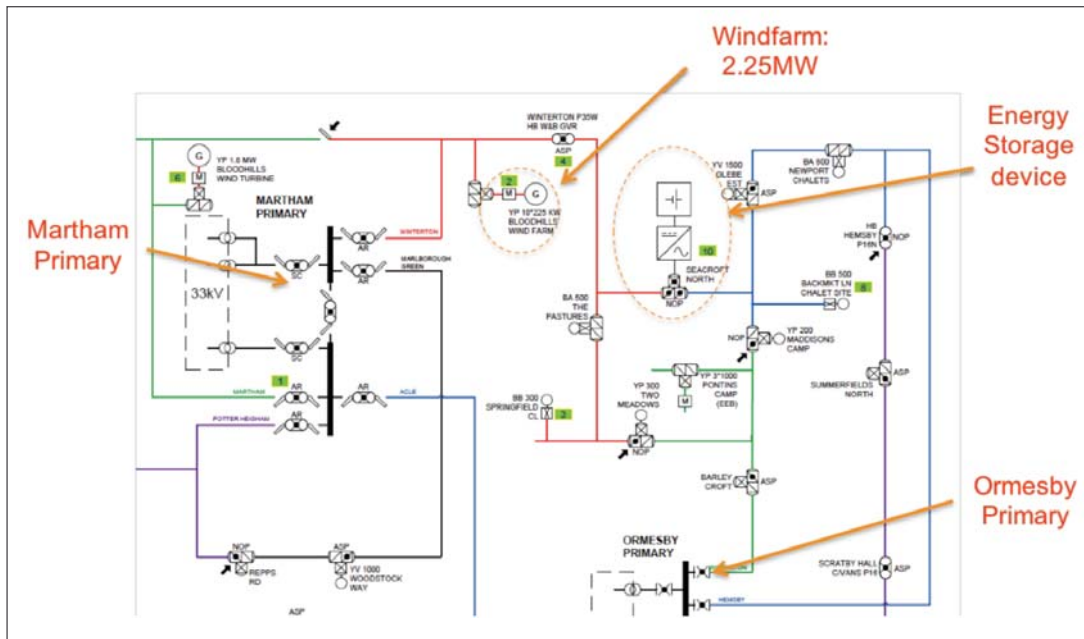 Windfarm:
2.25MW
Energy
Storage
device
Martham
Primary
Ormesby
Primary
WINTERTON P35W
HB W&B GVR
ASP
4
G
YP 1.8 MW
BLOODHILLS
WIND TURBINE
6
M
MARTHAM
PRIMARY
2
M
G
YP 10*225 KW
BLOODHILLS
WIND FARM
YV 1500
GLEBE
EST
ASP
BA 800
NEWPORT
CHALETS
WINTERTON
AR
MARLBOROUGH
GREEN
AR
SC
33kV
10
SEACROFT
NORTH
NOP
HB
HEMSBY
P16N
NOP
BB 500
BACKMKT LN
CHALET SITE
8
BA 500
THE
PASTURES
NOP
YP 200
MADDISONS
CAMP
SC
1
AR
MARTHAM
AR
ACLE
AR
POTTER HEIGHAM
BB 300
SPRINGFIELD
CL
3
YP 300
TWO
MEADOWS
NOP
YP 3*1000
PONTINS
CAMP
(EEB)
M
SUMMERFIELDS
NORTH
ASP
BARLEY
CROFT
ASP
ORMESBY
PRIMARY
HEMSBY
SCRATBY HALL
C/VANS P16
ASP
NOP
REPPS
RD
ASP
YV 1000
WOODSTOCK
WAY
ASP